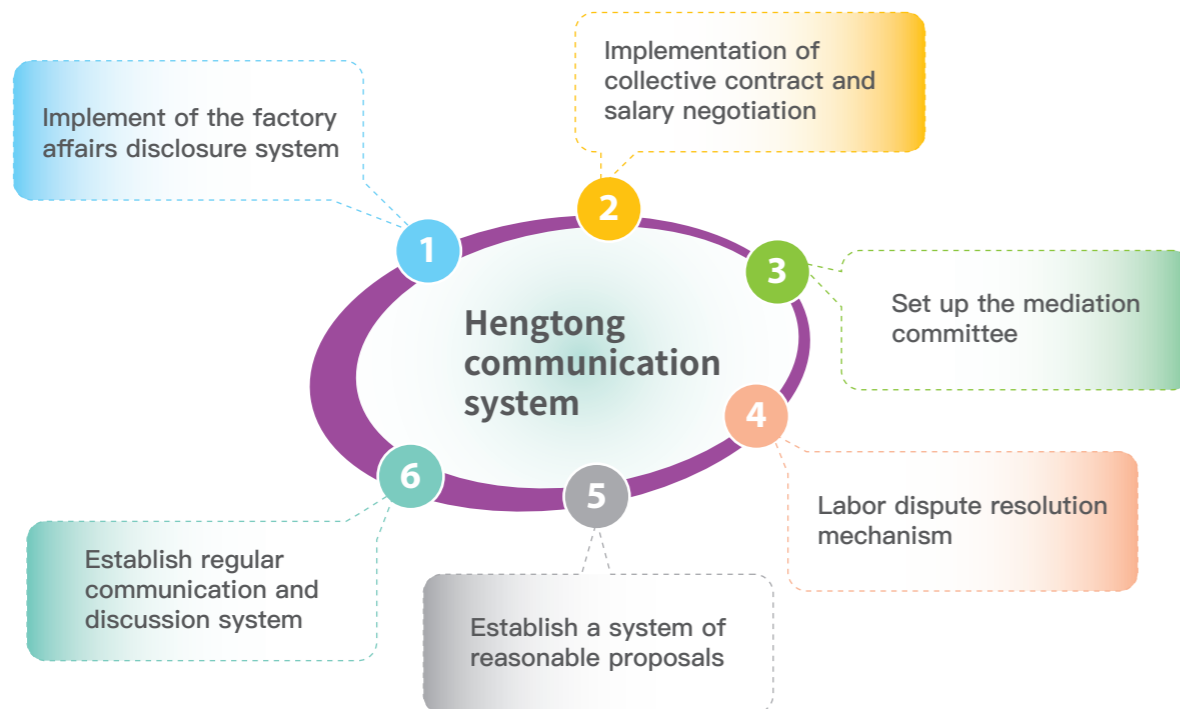 1
Implement of the factory
affairs disclosure system
2
Implementation of
collective contract and
salary negotiation
3
Set up the mediation
committee
4
Labor dispute resolution
mechanism
5
Establish a system of
reasonable proposals
6
Establish regular
communication and
discussion system
Hengtong
communication
system